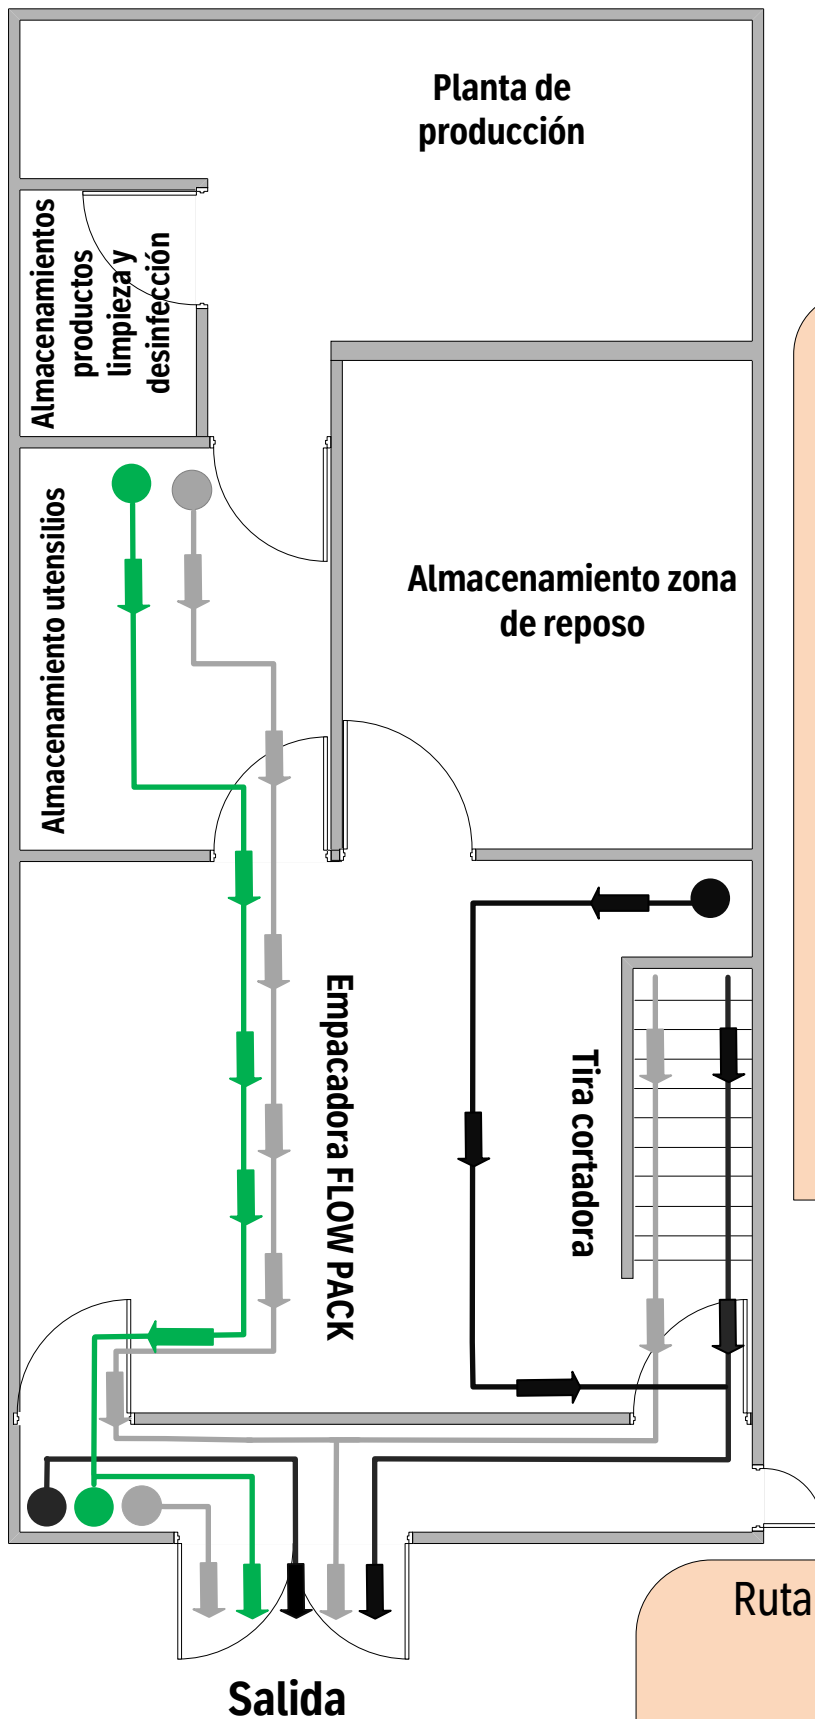 Planta de
producción
Almacenamientos
productos
limpieza y
desinfección
Almacenamiento utensilios
Almacenamiento zona
de reposo
Empacadora FLOW PACK
Tira cortadora
Ruta
Salida